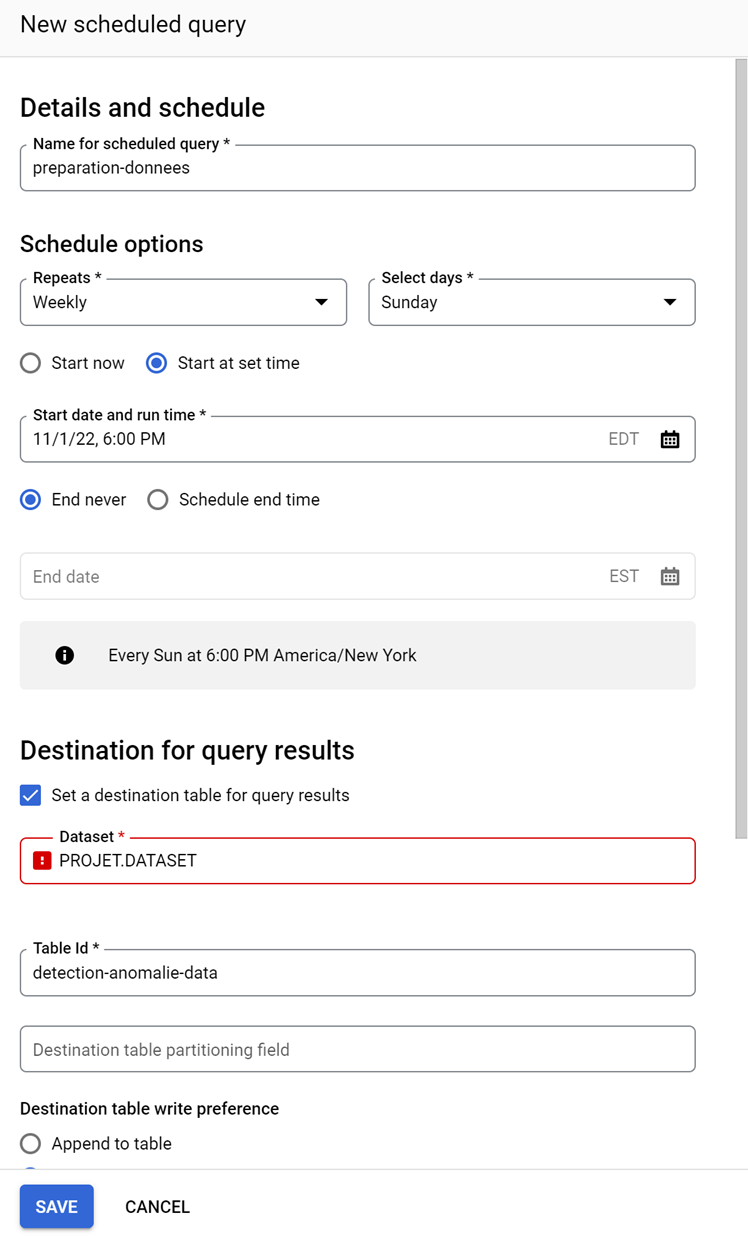 New scheduled query
Details and schedule
Name for scheduled query *
preparation-donnees
Schedule options
Repeats *
Select days *
Weekly
Sunday
Start now
Start at set time
Start date and run time *
11/1/22, 6:00 PM
EDT
End never
Schedule end time
End date
EST
Every Sun at 6:00 PM America/New York
Destination for query results
Set a destination table for query results
Dataset *
PROJET.DATASET
Table Id *
detection-anomalie-data
Destination table partitioning field
Destination table write preference
Append to table
SAVE
CANCEL